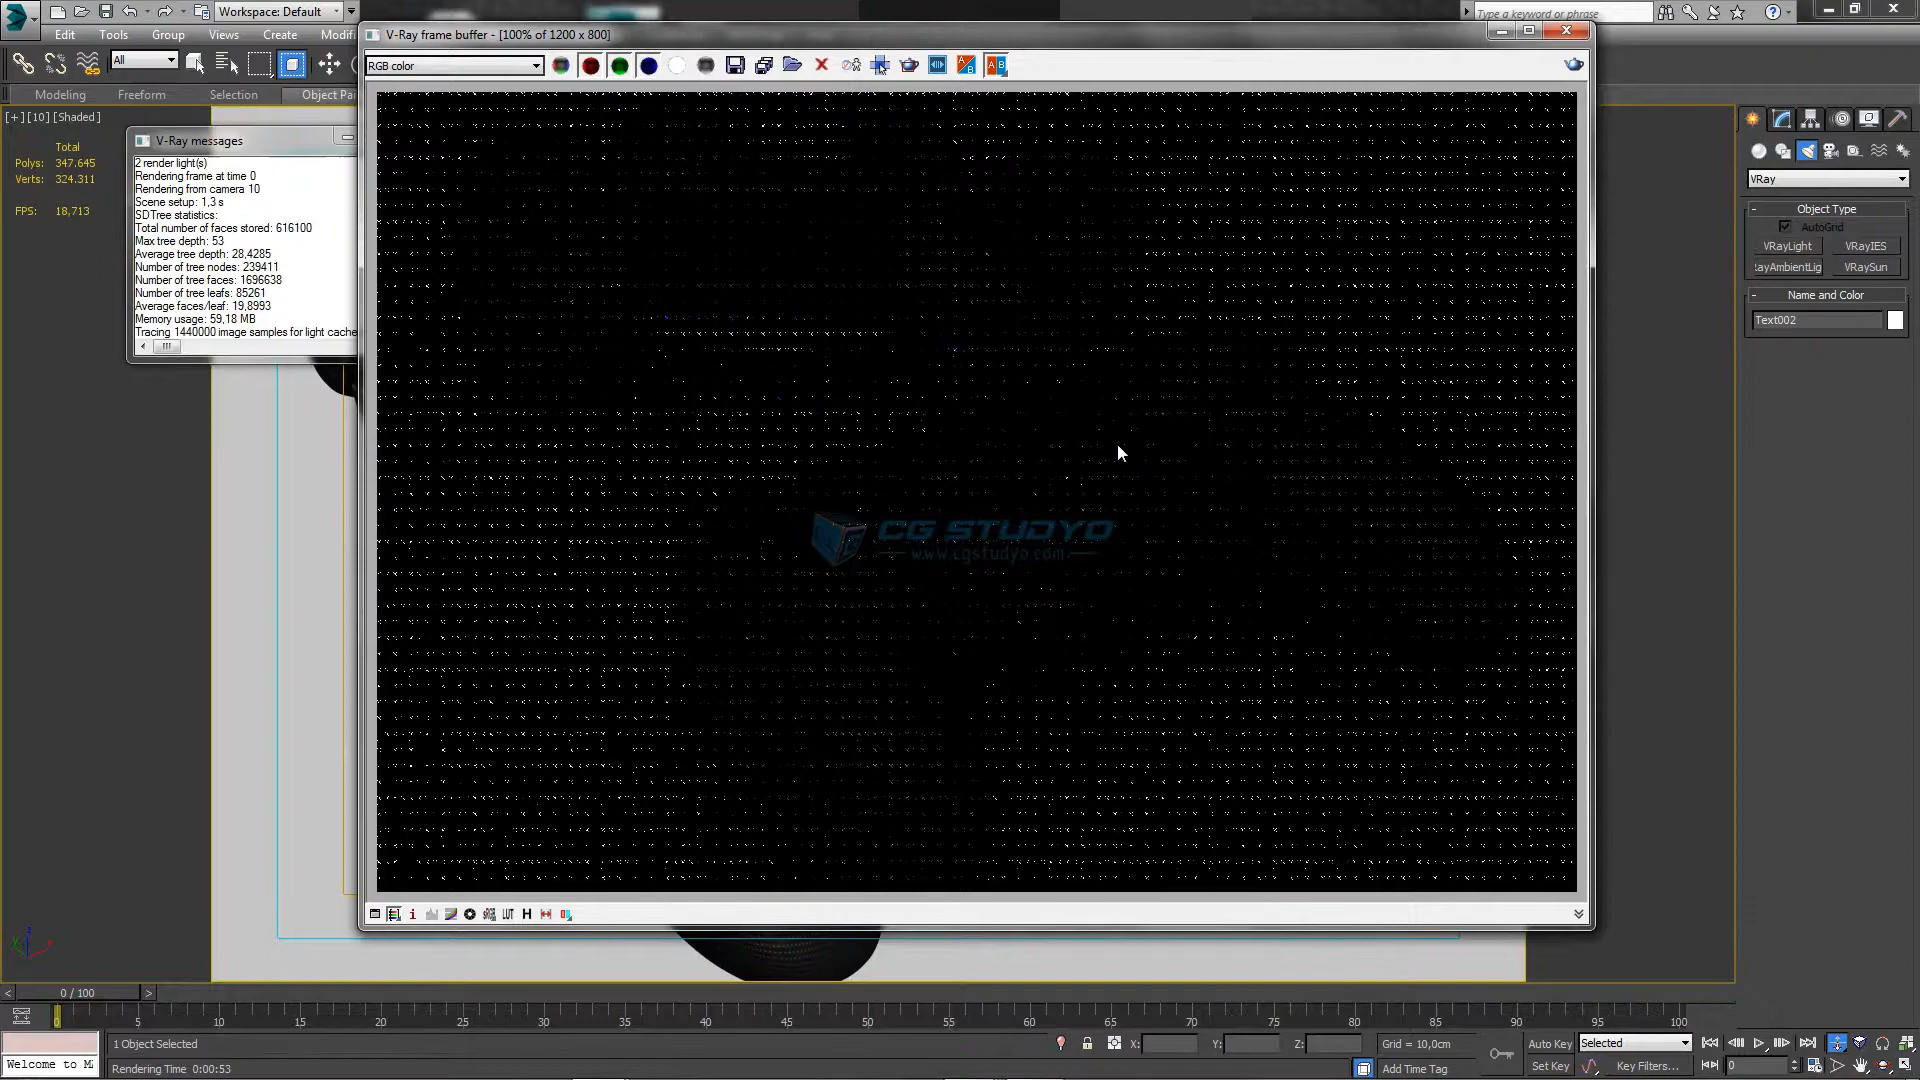 Workspace: Default
Type a keyword or phrase
Edit
Tools
Group
Views
Create
Modifi
V-Ray frame buffer - [100% of 1200 x 800]
All
RGB color
Modeling
Freeform
Selection
Object Pai
[+] [10] [Shaded]
Total
Polys: 347.645
Verts: 324.311
FPS: 18,713
V-Ray messages
2 render light(s)
Rendering frame at time 0
Rendering from camera 10
Scene setup: 1,3 s
SDTree statistics:
Total number of faces stored: 616100
Max tree depth: 53
Average tree depth: 28,4285
Number of tree nodes: 239411
Number of tree faces: 1696638
Number of tree leafs: 85261
Average faces/leaf: 19,8993
Memory usage: 59,18 MB
Tracing 1440000 image samples for light cache
CG STUDYO
www.cgstudyo.com
VRay
Object Type
AutoGrid
VRayLight
VRayIES
ayAmbientLig
VRaySun
Name and Color
Text002
LUT
H
0 / 100
0 5 10 15 20 25 30 35 40 45 50 55 60 65 70 75 80 85 90 95 100
1 Object Selected
X:
Y:
Z:
Grid = 10,0cm
Auto Key
Selected
Welcome to M
Rendering Time 0:00:53
Add Time Tag
Set Key
Key Filters...
0